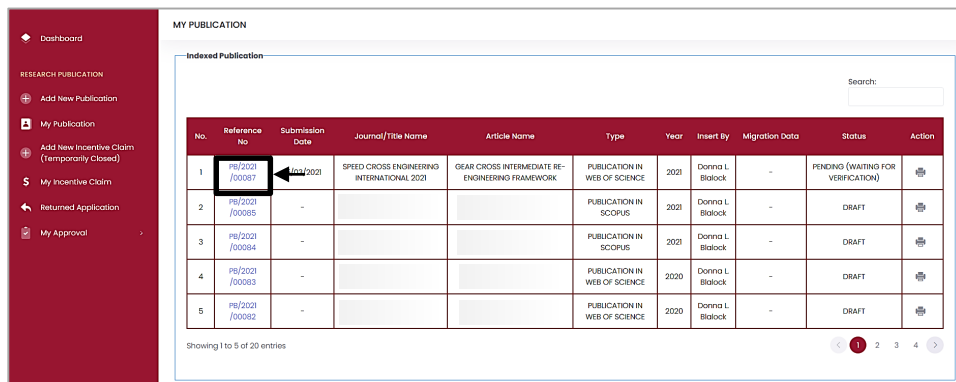 MY PUBLICATION
Dashboard
RESEARCH PUBLICATION
Add New Publication
My Publication
Add New Incentive Claim
(Temporarily Closed)
My Incentive Claim
Returned Application
My Approval >
Indexed Publication
Search:
No. Reference No Submission Date Journal/Title Name Article Name Type Year Insert By Migration Data Status Action
1 PB/2021 /00087 /03/2021 SPEED CROSS ENGINEERING INTERNATIONAL 2021 GEAR CROSS INTERMEDIATE RE-ENGINEERING FRAMEWORK PUBLICATION IN WEB OF SCIENCE 2021 Donna L. Blalock - PENDING (WAITING FOR VERIFICATION)
2 PB/2021 /00085 - PUBLICATION IN SCOPUS 2021 Donna L. Blalock - DRAFT
3 PB/2021 /00084 - PUBLICATION IN SCOPUS 2021 Donna L. Blalock - DRAFT
4 PB/2021 /00083 - PUBLICATION IN WEB OF SCIENCE 2020 Donna L. Blalock - DRAFT
5 PB/2021 /00082 - PUBLICATION IN WEB OF SCIENCE 2020 Donna L. Blalock - DRAFT
Showing 1 to 5 of 20 entries
< 1 2 3 4 >